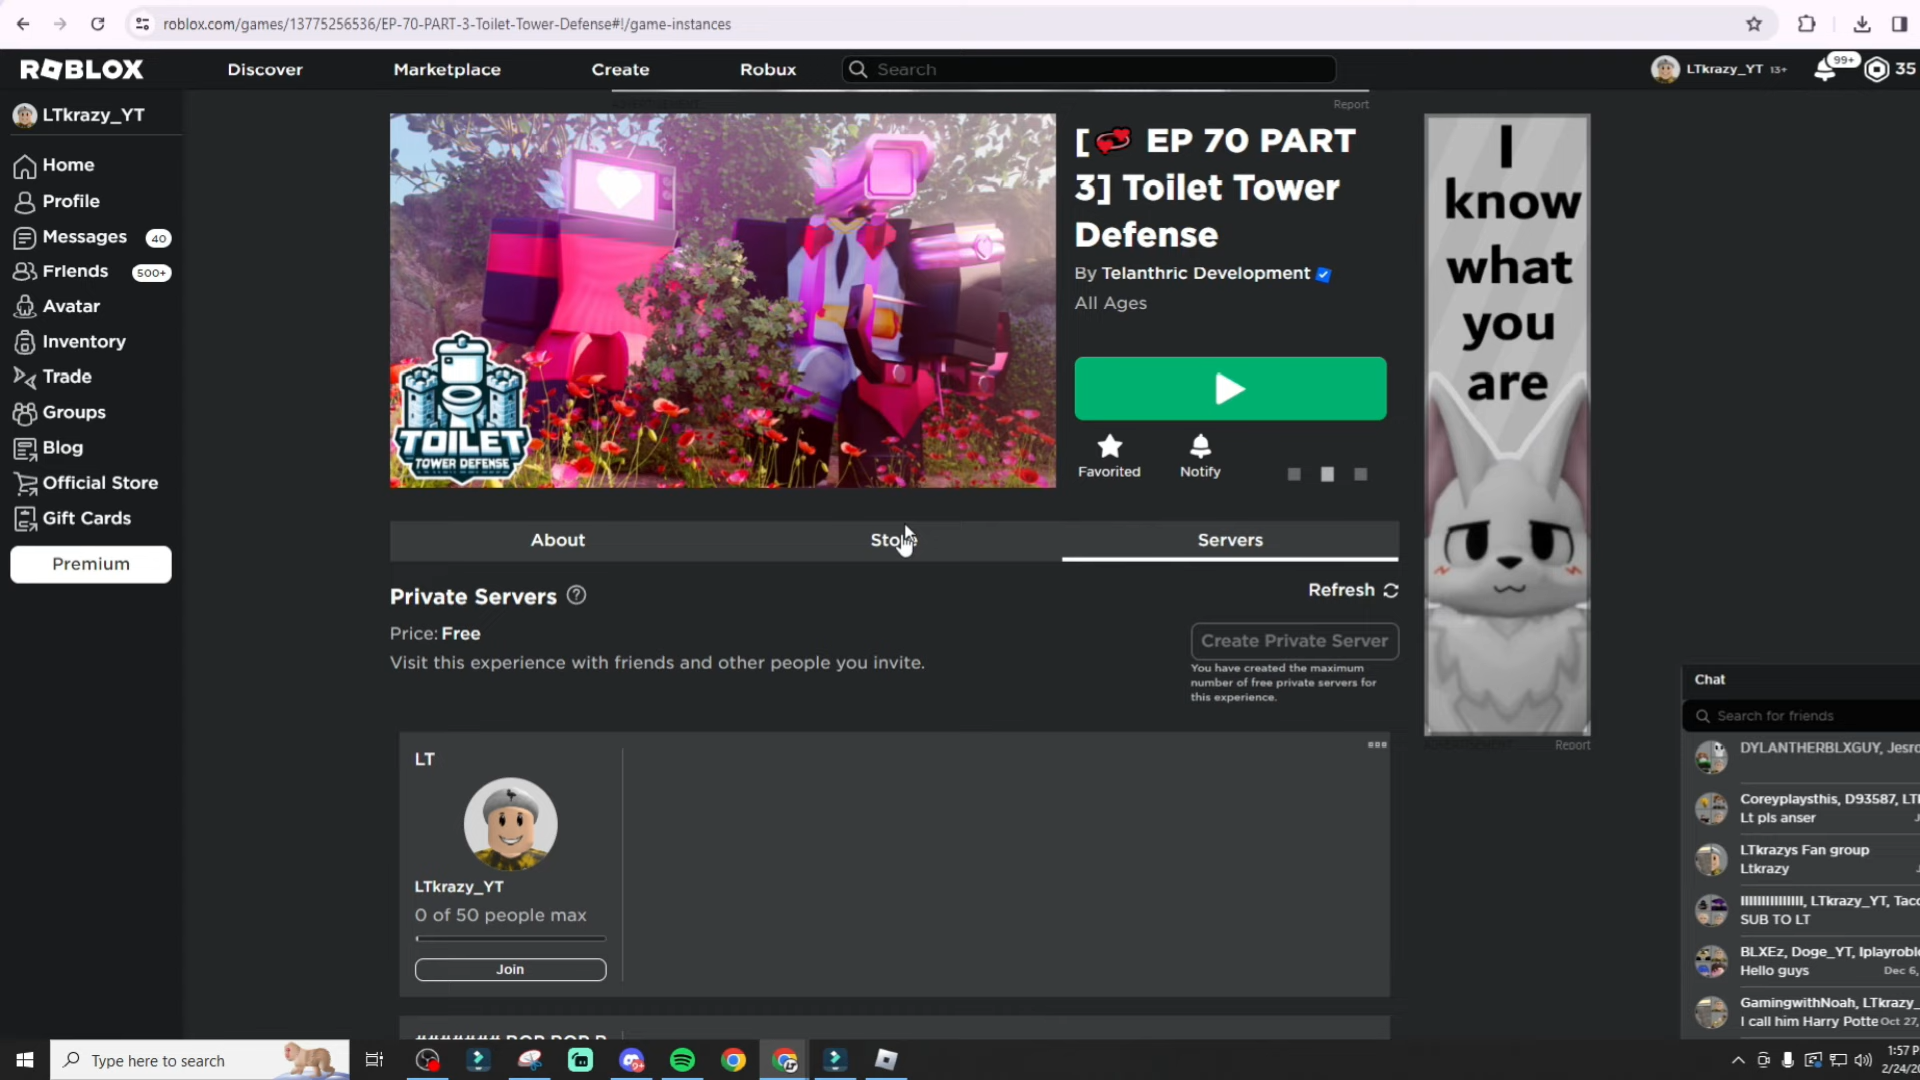 roblox.com/games/13775256536/EP-70-PART-3-Toilet-Tower-Defense#!/game-instances
ROBLOX
Discover
Marketplace
Create
Robux
Search
LTkrazy_YT 13+
99+
35
LTkrazy_YT
Home
Profile
Messages 40
Friends 500+
Avatar
Inventory
Trade
Groups
Blog
Official Store
Gift Cards
Premium
ADVERTISEMENT
Report
TOILET
TOWER DEFENSE
[💞 EP 70 PART
3] Toilet Tower
Defense
By Telanthric Development
All Ages
Favorited
Notify
I
know
what
you
are
ADVERTISEMENT
Report
About
Servers
Private Servers
Refresh
Price: Free
Visit this experience with friends and other people you invite.
Create Private Server
You have created the maximum
number of free private servers for
this experience.
LT
LTkrazy_YT
0 of 50 people max
Join
Chat
Search for friends
DYLANTHERBLXGUY, Jesro
Coreyplaysthis, D93587, LT
Lt pls anser
LTkrazys Fan group
Ltkrazy
LTkrazy_YT, Taco
SUB TO LT
BLXEz, Doge_YT, Iplayroblo
Hello guys Dec 6,
GamingwithNoah, LTkrazy_
I call him Harry Potte Oct 27,
Type here to search
1:57 P
2/24/20